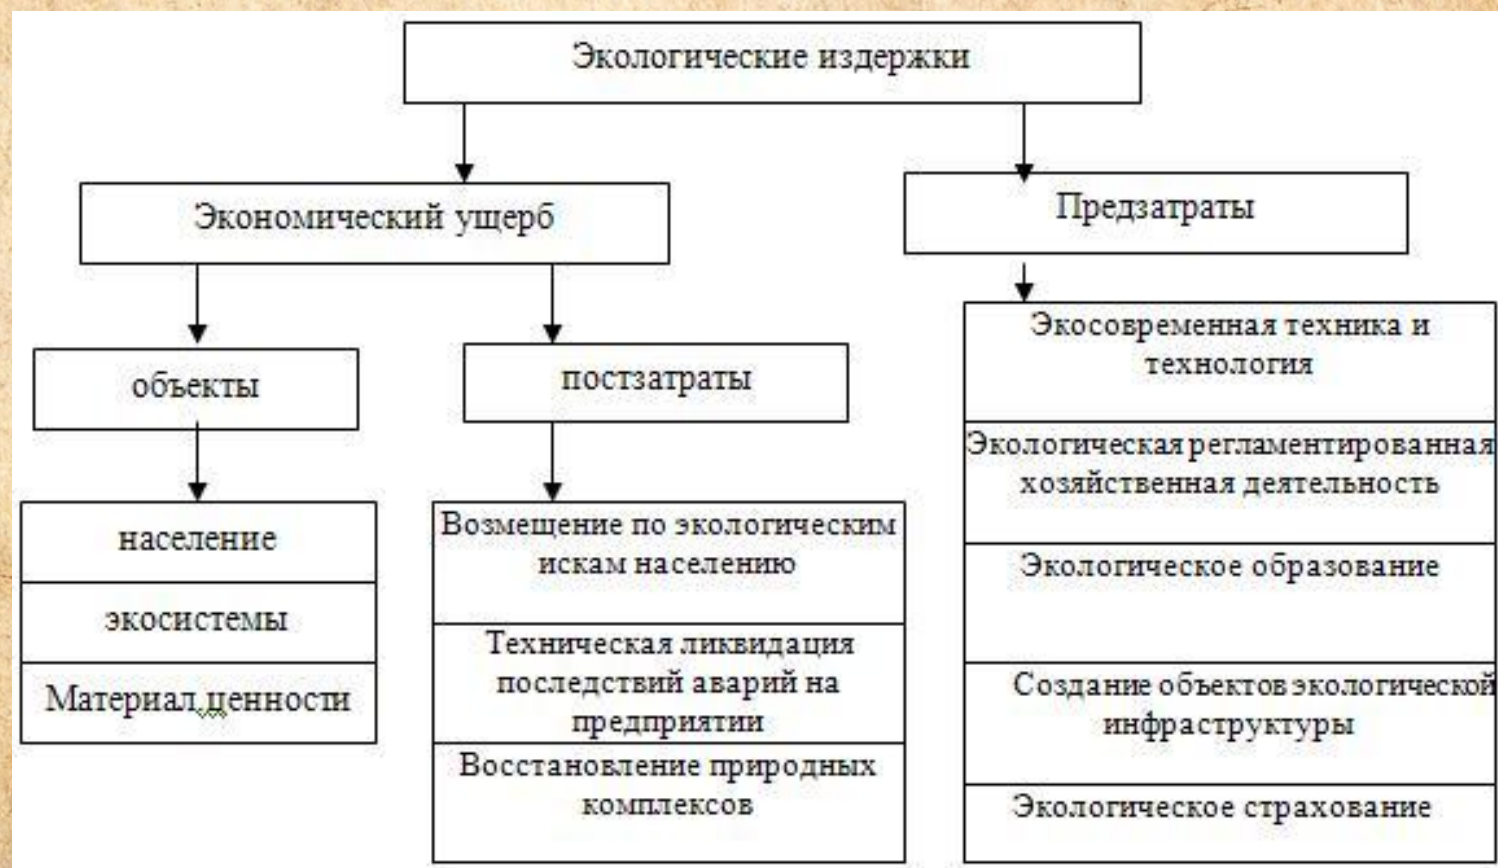 Экологические издержки
Экономический ущерб
Предзатраты
объекты
постзатраты
население
экосистемы
Материал,ценности
Возмещение по экологическим
искам населению
Техническая ликвидация
последствий аварий на
предприятии
Восстановление природных
комплексов
Экосовременная техника и
технология
Экологическая регламентированная
хозяйственная деятельность
Экологическое образование
Создание объектов экологической
инфраструктуры
Экологическое страхование